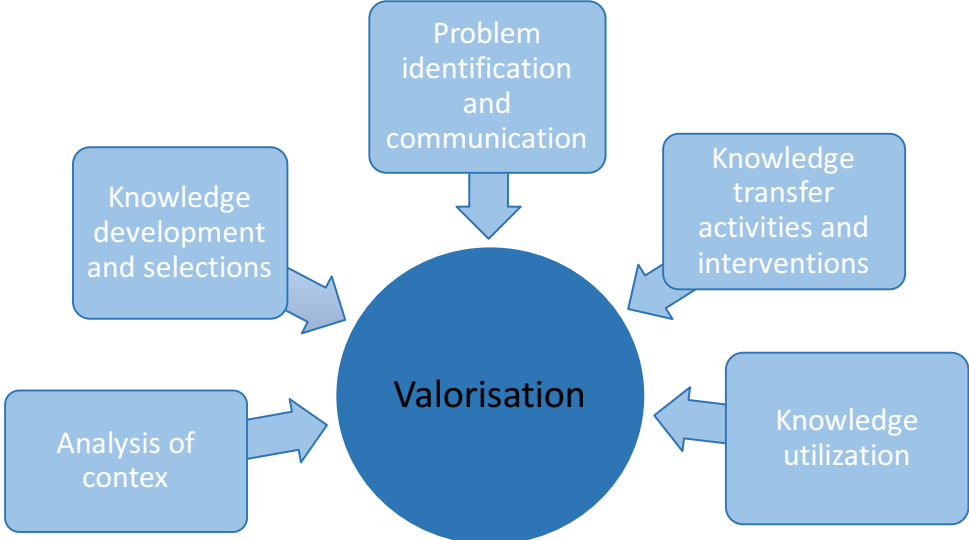 Problem
identification
and
communication
Knowledge
development
and selections
Knowledge
transfer
activities and
interventions
Valorisation
Analysis of
contex
Knowledge
utilization